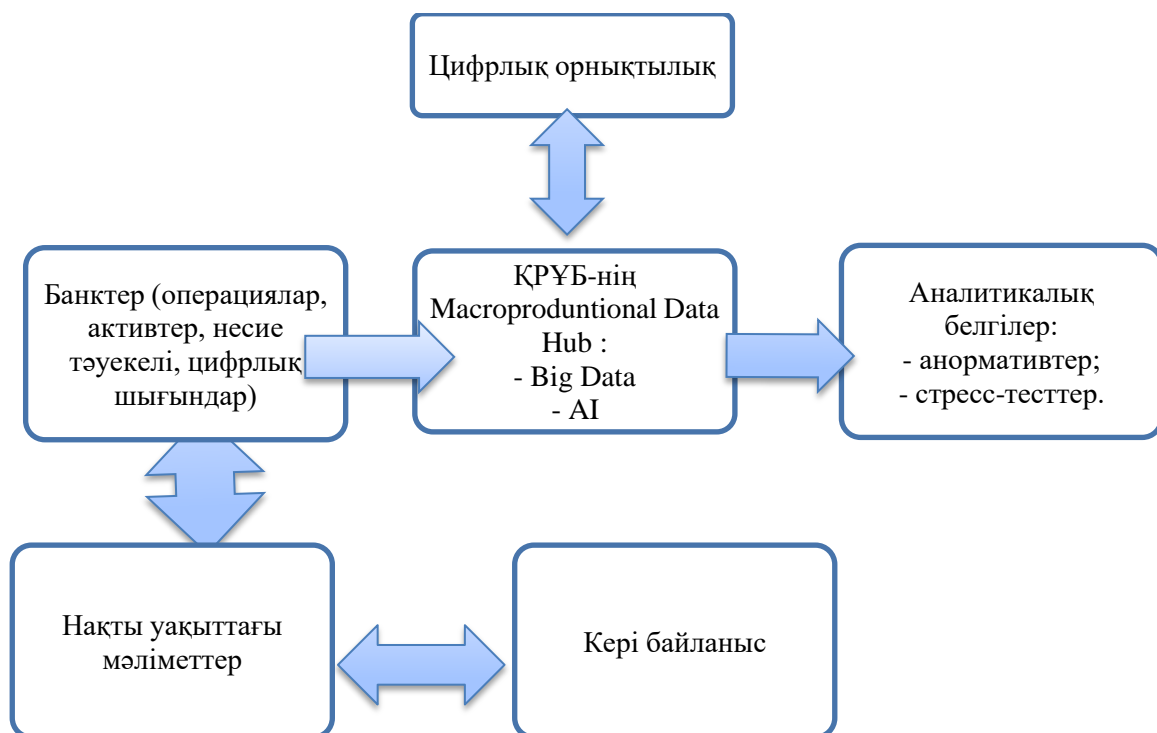 Цифрлық орнықтылық
Банктер (операциялар,
активтер, несие
тәуекелі, цифрлық
шығындар)
ҚРҰБ-нің
Macroproduntional Data
Hub :
- Big Data
- AI
Аналитикалық
белгілер:
- анормативтер;
- стресс-тесттер.
Нақты уақыттағы
мәліметтер
Кері байланыс